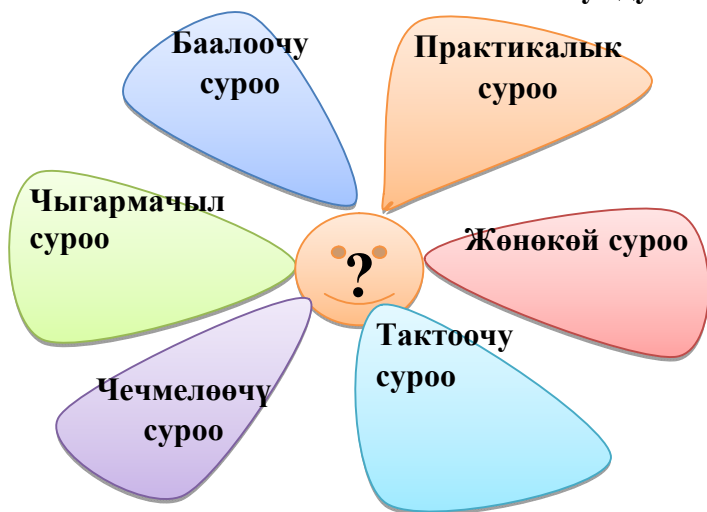 Баалоочу
суроо
Практикалык
суроо
Чыгармачыл
суроо
Жөнөкөй суроо
?
Тактоочу
суроо
Чечмелөөчү
суроо